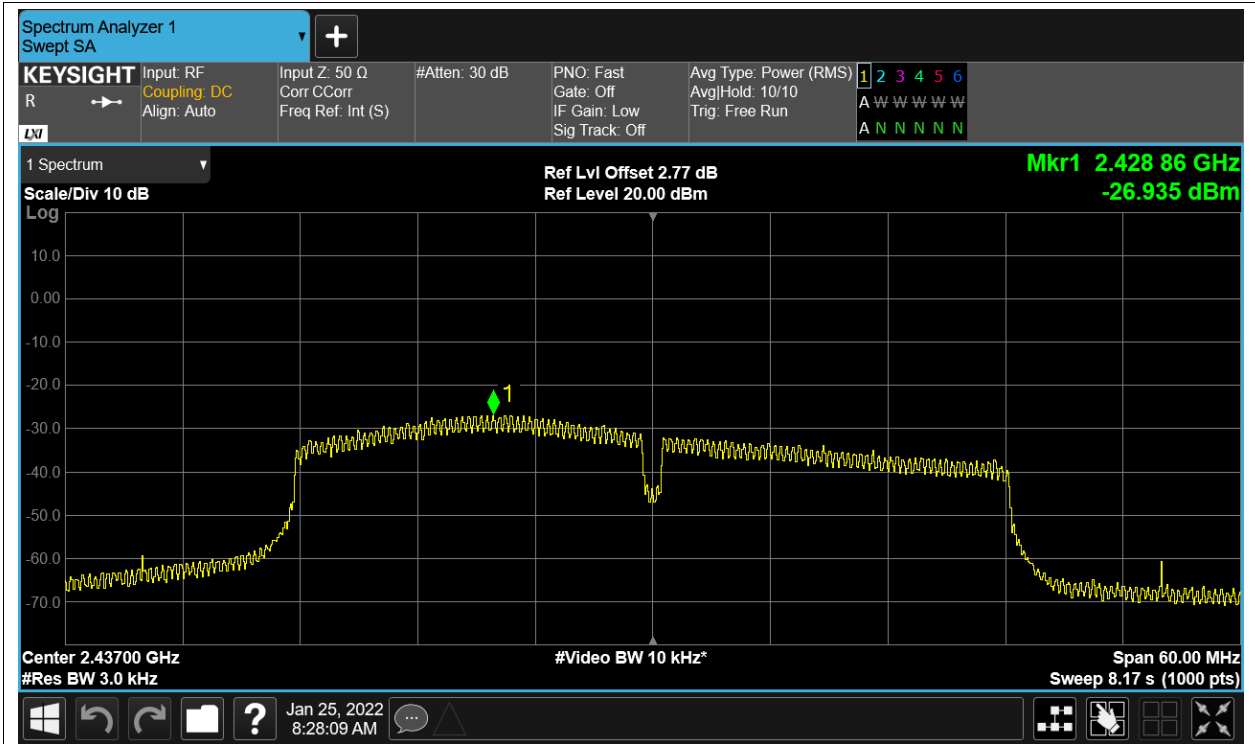 Spectrum Analyzer 1
Swept SA
+
KEYSIGHT
R
LXI
Input: RF
Coupling: DC
Align: Auto
Input Z: 50 Ω
Corr CCorr
Freq Ref: Int (S)
#Atten: 30 dB
PNO: Fast
Gate: Off
IF Gain: Low
Sig Track: Off
Avg Type: Power (RMS)
Avg|Hold: 10/10
Trig: Free Run
1 2 3 4 5 6
A W W W W W
A N N N N N
1 Spectrum
Scale/Div 10 dB
Ref Lvl Offset 2.77 dB
Ref Level 20.00 dBm
Mkr1 2.428 86 GHz
-26.935 dBm
Log
10.0
0.00
-10.0
-20.0
-30.0
-40.0
-50.0
-60.0
-70.0
1
Center 2.43700 GHz
#Res BW 3.0 kHz
#Video BW 10 kHz*
Span 60.00 MHz
Sweep 8.17 s (1000 pts)
?
Jan 25, 2022
8:28:09 AM